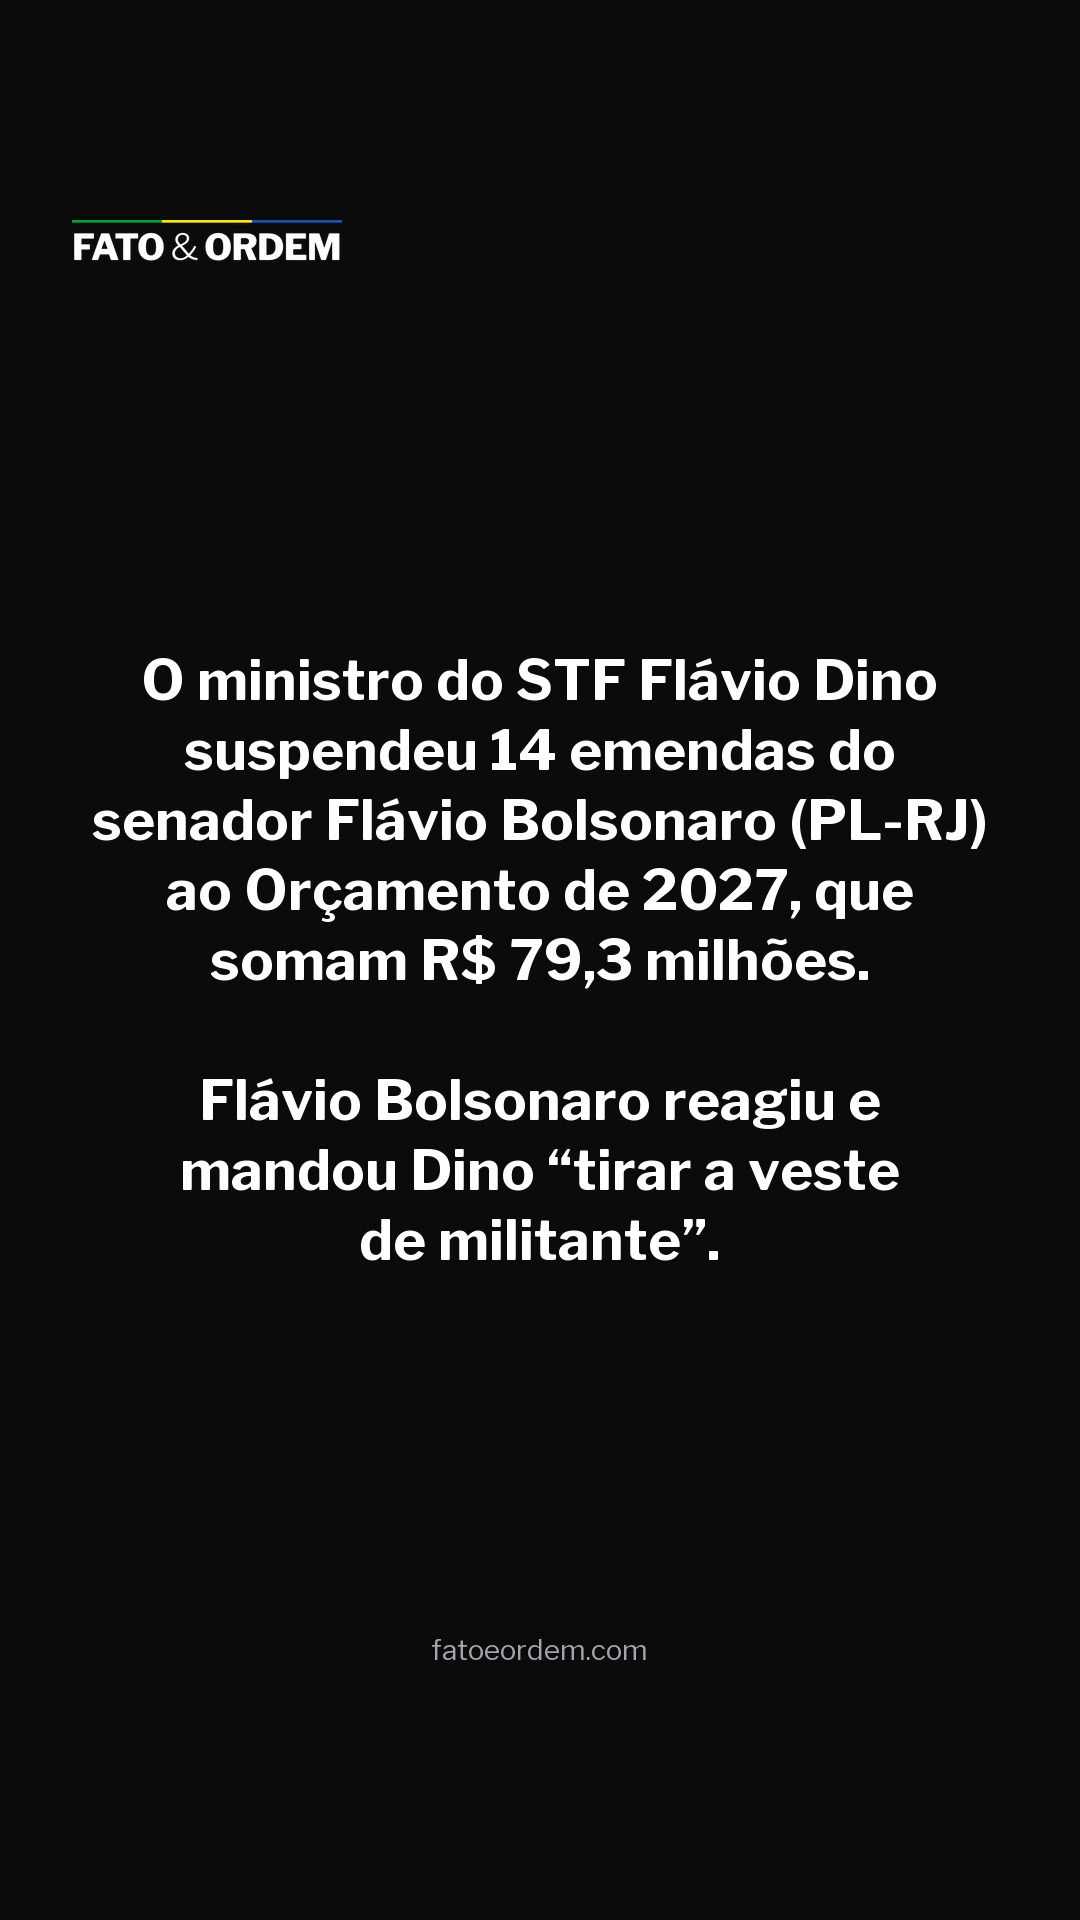 FATO & ORDEM
O ministro do STF Flávio Dino
suspendeu 14 emendas do
senador Flávio Bolsonaro (PL-RJ)
ao Orçamento de 2027, que
somam R$ 79,3 milhões.
Flávio Bolsonaro reagiu e
mandou Dino “tirar a veste
de militante”.
fatoeordem.com